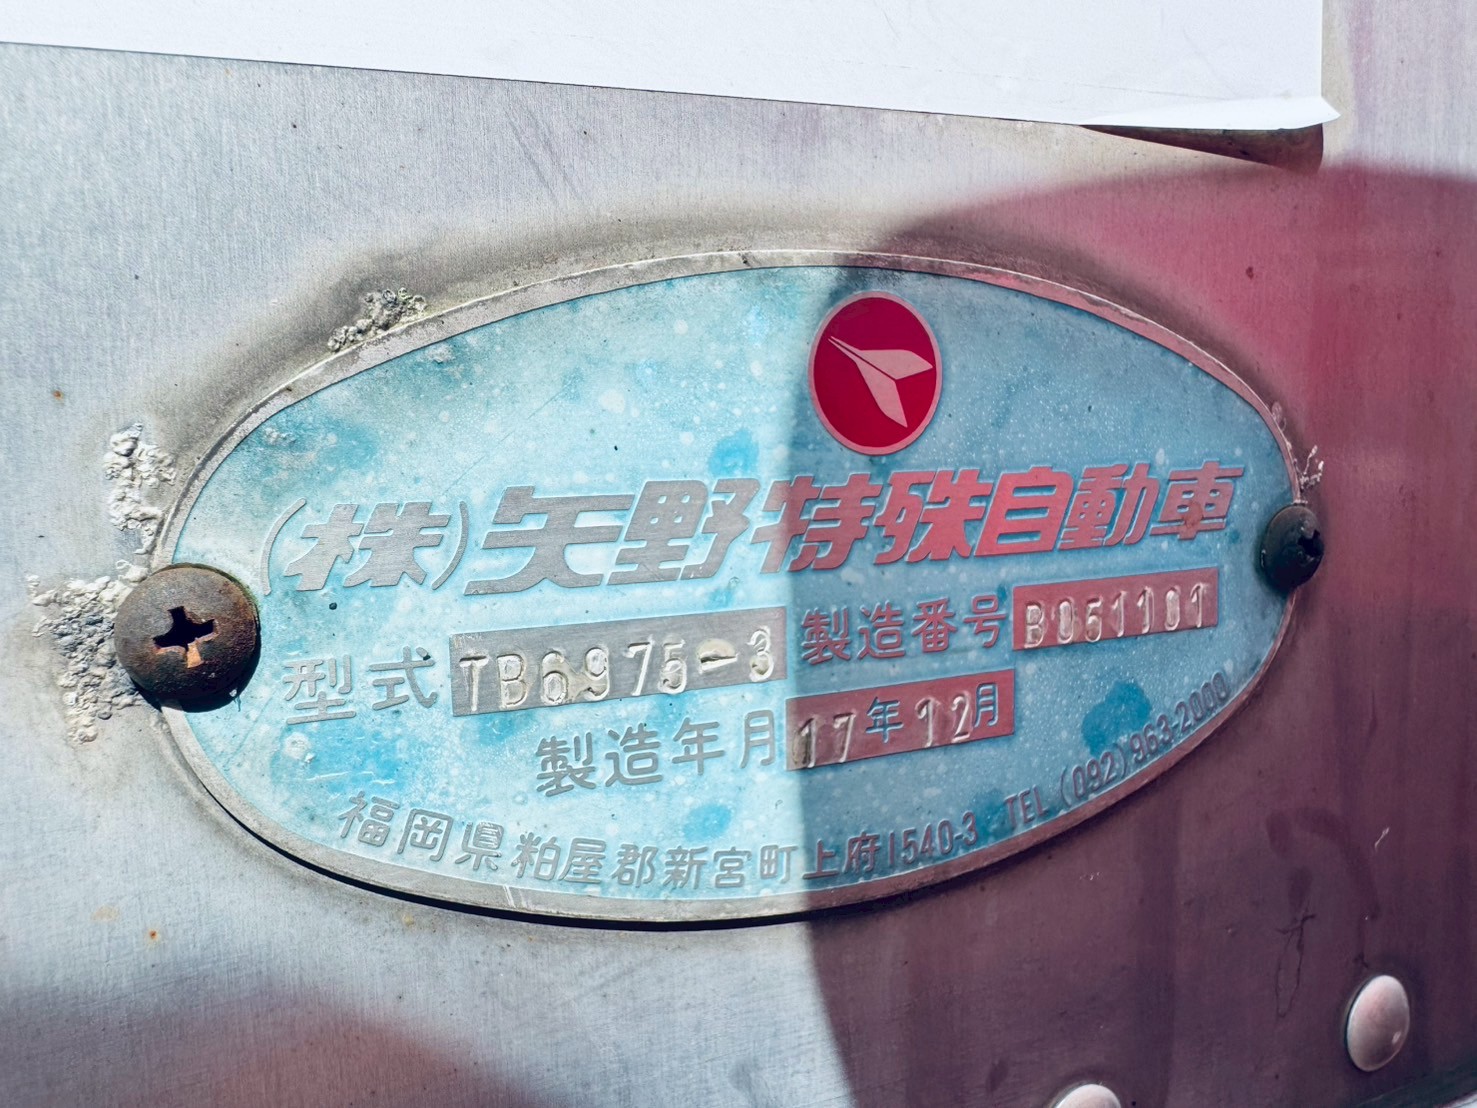 (株)矢野特殊自動車
型式 TB6975-3 製造番号 B051101
製造年月 17年12月
福岡県粕屋郡新宮町上府1540-3 TEL (092)963-2000